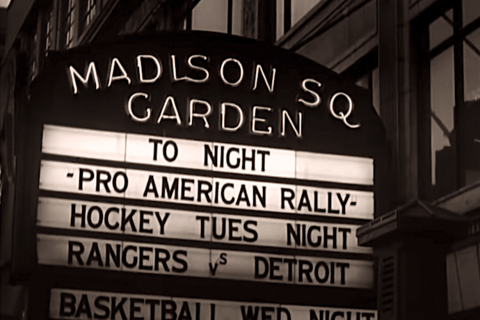 MADISON SQ
GARDEN
TO NIGHT
-PRO AMERICAN RALLY-
HOCKEY TUES NIGHT
RANGERS VS DETROIT
BASKETBALL WED NIGHT